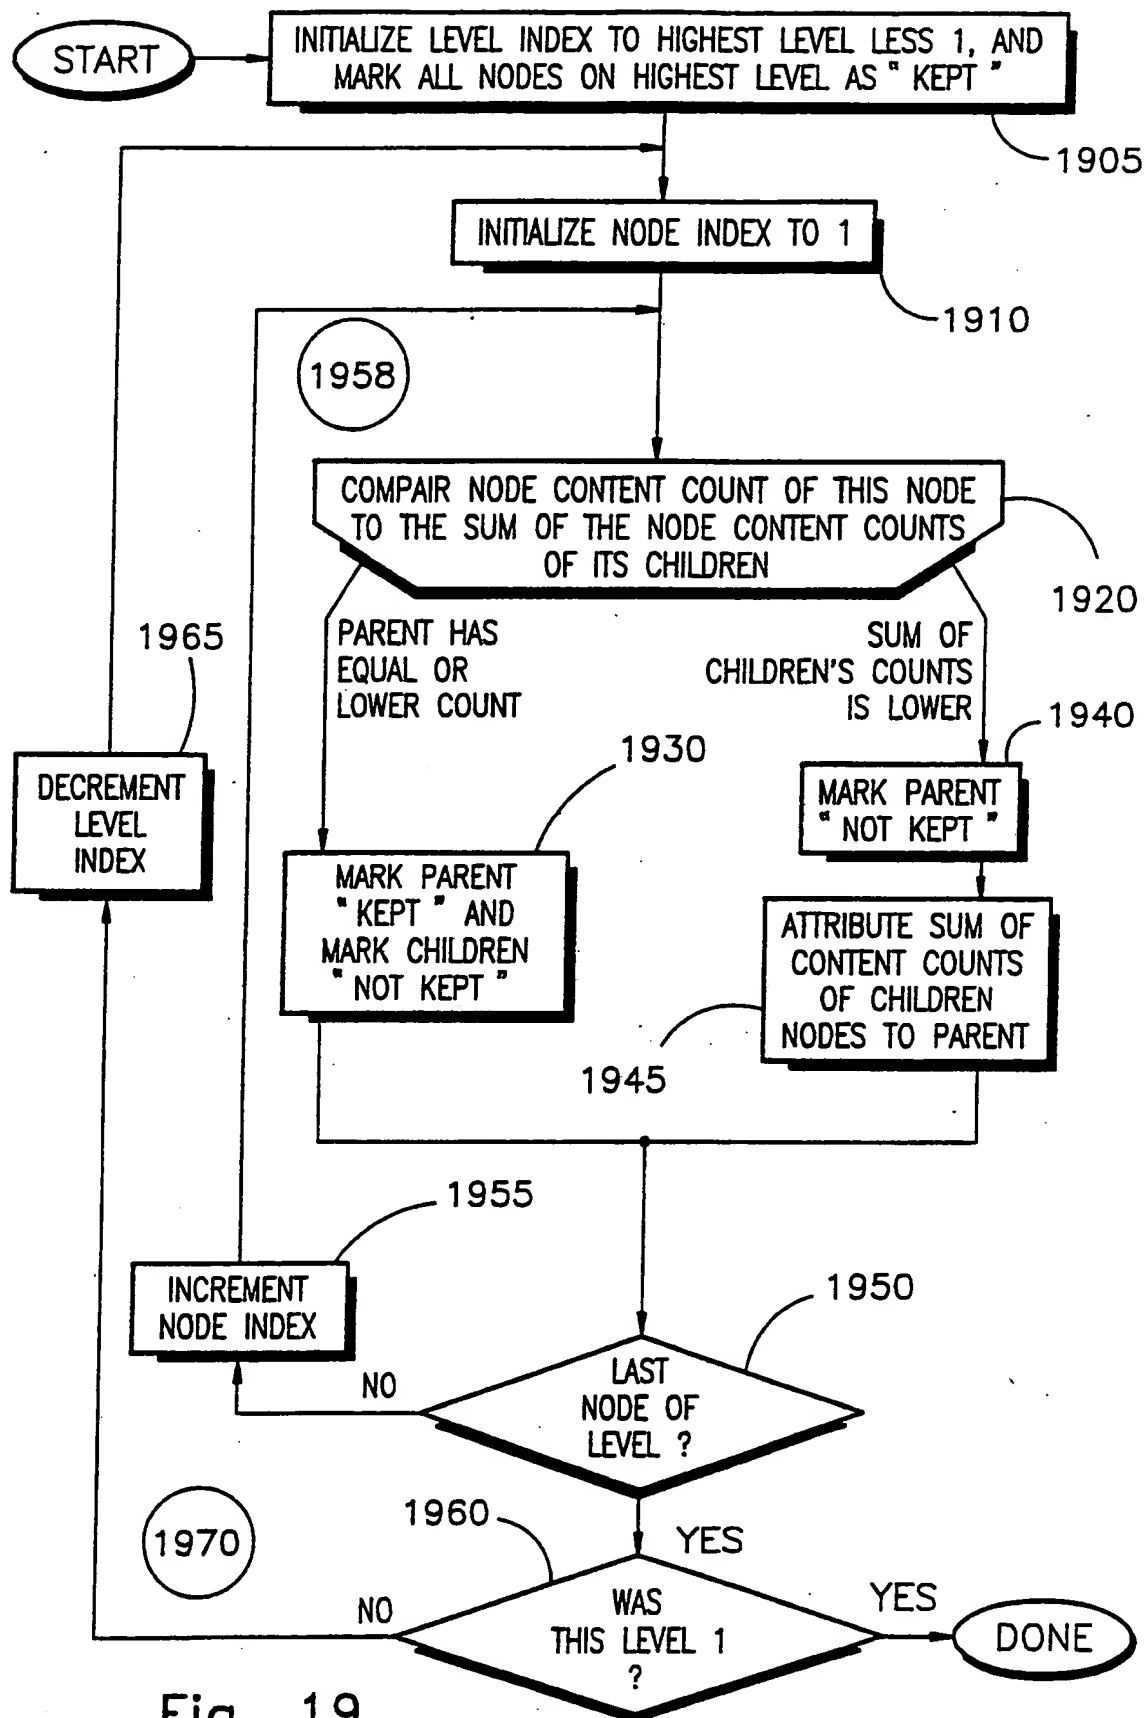 START
INITIALIZE LEVEL INDEX TO HIGHEST LEVEL LESS 1, AND
MARK ALL NODES ON HIGHEST LEVEL AS " KEPT "
1905
INITIALIZE NODE INDEX TO 1
1910
1958
COMPAIR NODE CONTENT COUNT OF THIS NODE
TO THE SUM OF THE NODE CONTENT COUNTS
OF ITS CHILDREN
1920
PARENT HAS
EQUAL OR
LOWER COUNT
SUM OF
CHILDREN'S COUNTS
IS LOWER
1965
DECREMENT
LEVEL
INDEX
1930
MARK PARENT
" KEPT " AND
MARK CHILDREN
" NOT KEPT "
1940
MARK PARENT
" NOT KEPT "
ATTRIBUTE SUM OF
CONTENT COUNTS
OF CHILDREN
NODES TO PARENT
1945
1955
INCREMENT
NODE INDEX
1950
LAST
NODE OF
LEVEL ?
NO
YES
1970
1960
WAS
THIS LEVEL 1
?
NO
YES
DONE
Fig. 19